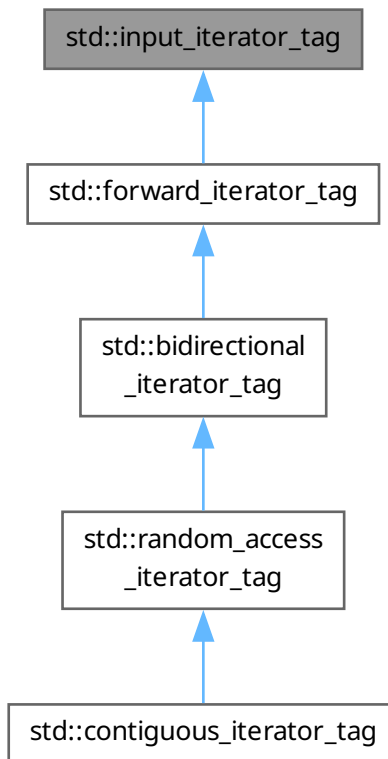 std::input_iterator_tag
std::forward_iterator_tag
std::bidirectional
_iterator_tag
std::random_access
_iterator_tag
std::contiguous_iterator_tag